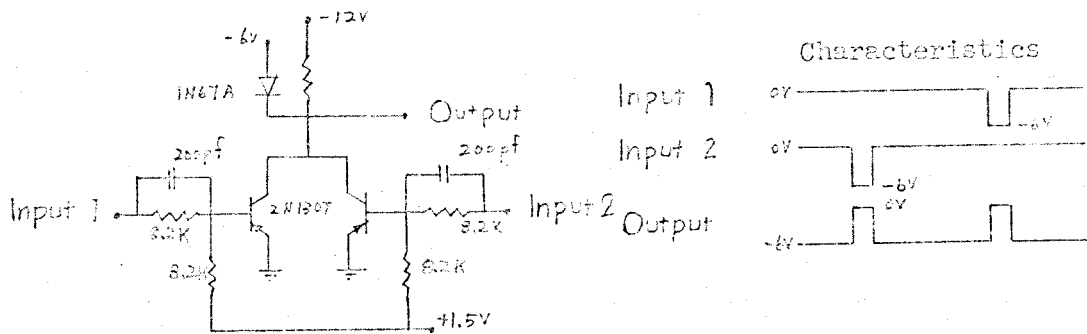 -12V
-6V
Characteristics
1N67A
Input 1
0V
-6V
Output
200pf
200pf
Input 2
0V
-6V
0V
Input 1
2N1307
Input 2
Output
-6V
8.2K
8.2K
8.2K
8.2K
+1.5V